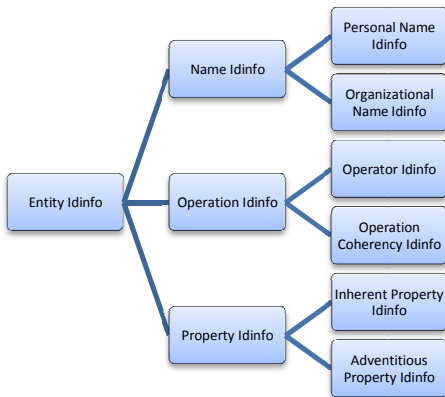 Entity Idinfo
Name Idinfo
Personal Name
Idinfo
Organizational
Name Idinfo
Operation Idinfo
Operator Idinfo
Operation
Coherency Idinfo
Property Idinfo
Inherent Property
Idinfo
Adventitious
Property Idinfo